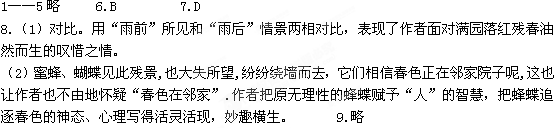 1——5略 6.B 7.D
8.（1）对比。用“雨前”所见和“雨后”情景两相对比，表现了作者面对满园落红残春油
然而生的叹惜之情。
（2）蜜蜂、蝴蝶见此残景,也大失所望,纷纷绕墙而去，它们相信春色正在邻家院子呢,这也
让作者也不由地怀疑“春色在邻家”.作者把原无理性的蜂蝶赋予“人”的智慧，把蜂蝶追
逐春色的神态、心理写得活灵活现，妙趣横生。 9.略